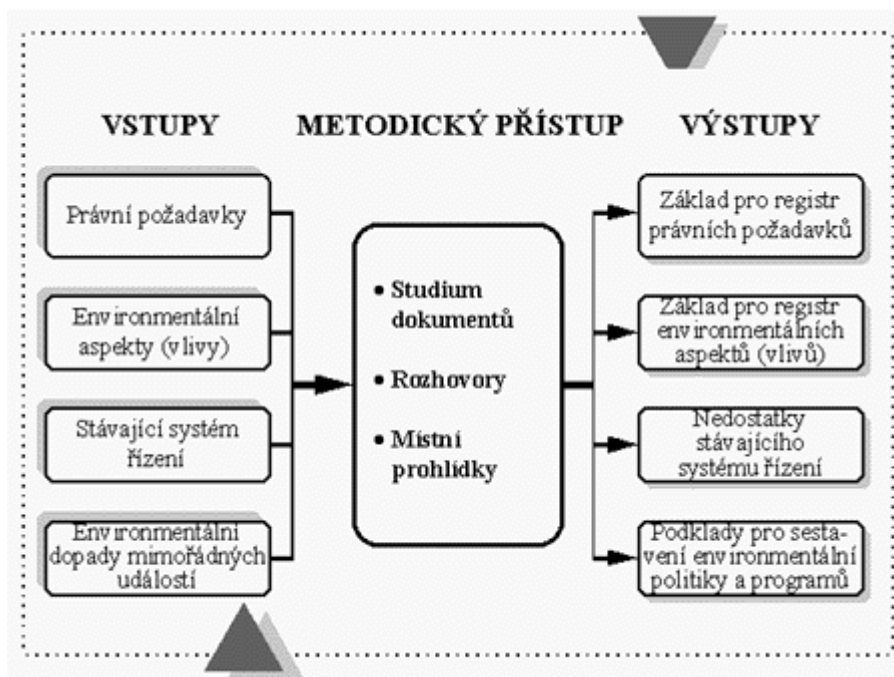 VSTUPY
Právní požadavky
Environmentální
aspekty (vlivy)
Stávající systém
řízení
Environmentální
dopady mimořádných
událostí
METODICKÝ PŘÍSTUP
• Studium
dokumentů
• Rozhovory
• Místní
prohlídky
VÝSTUPY
Základ pro registr
právních požadavků
Základ pro registr
environmentálních
aspektů (vlivů)
Nedostatky
stávajícího
systému řízení
Podklady pro sesta-
vení environmentální
politiky a programů